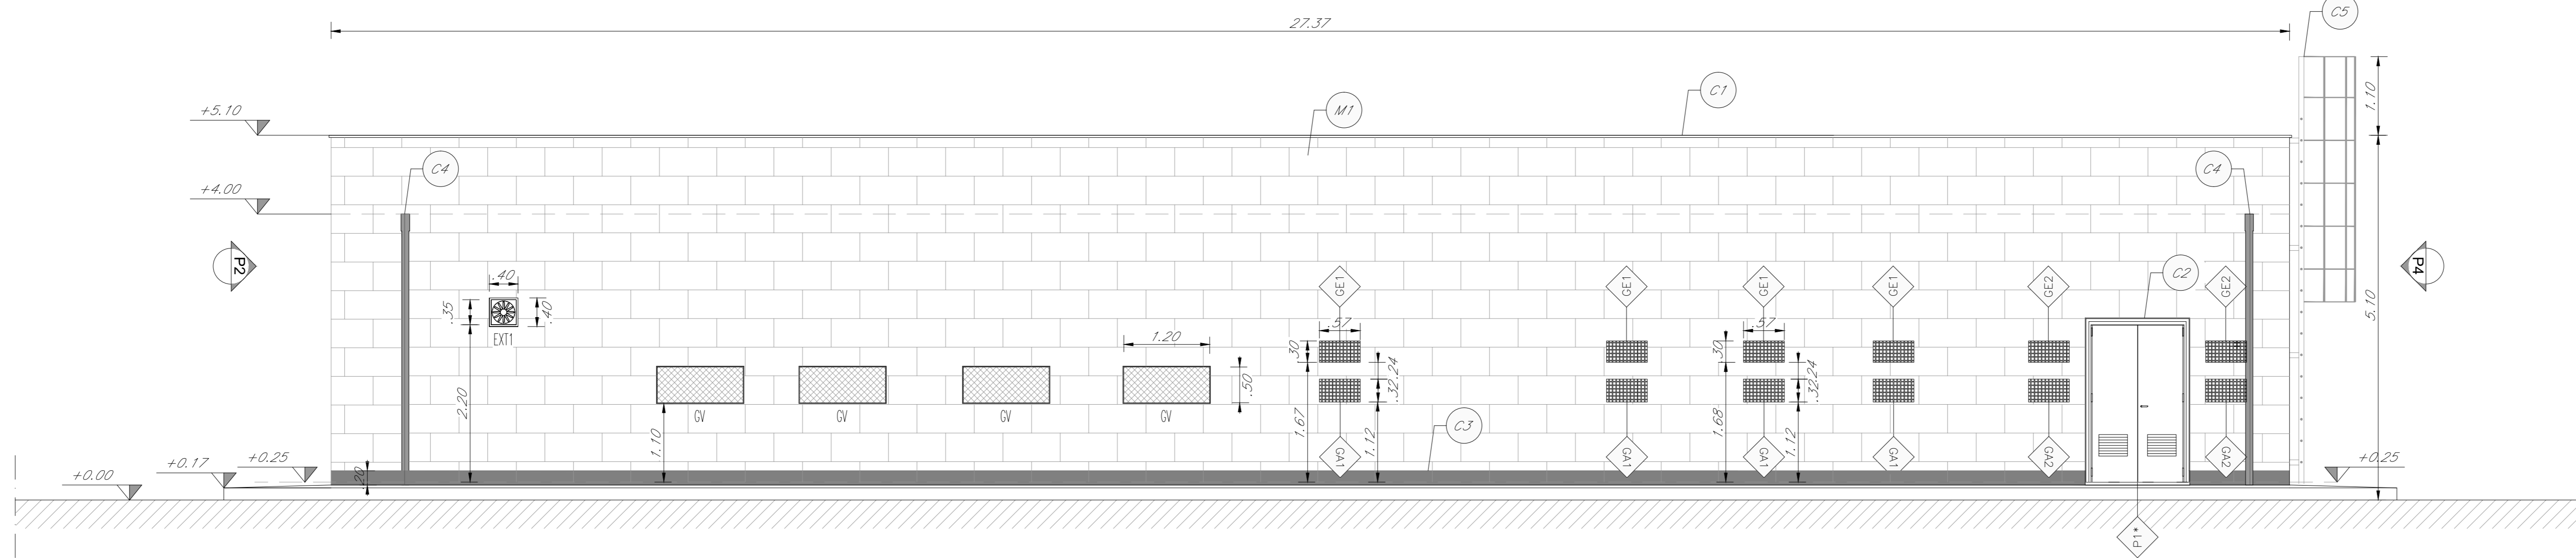 27.37
C5
1.10
C1
M1
+5.10
C4
C4
+4.00
P2
P4
.40
.35
.40
EXT1
GE1
GE1
GE1
GE1
GE2
GE2
C2
5.10
.57
.57
1.20
.30
.30
.32
.24
.32
.24
.50
2.20
GV
GV
GV
GV
1.10
1.67
1.12
1.68
1.12
C3
GA1
GA1
GA1
GA1
GA2
GA2
+0.00
+0.17
+0.25
.20
+0.25
P1*